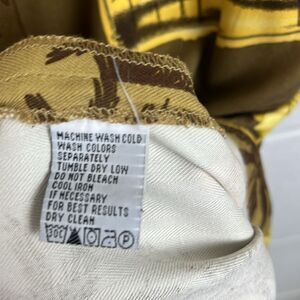 MACHINE WASH COLD
WASH COLORS
SEPARATELY
TUMBLE DRY LOW
DO NOT BLEACH
COOL IRON
IF NECESSARY
FOR BEST RESULTS
DRY CLEAN